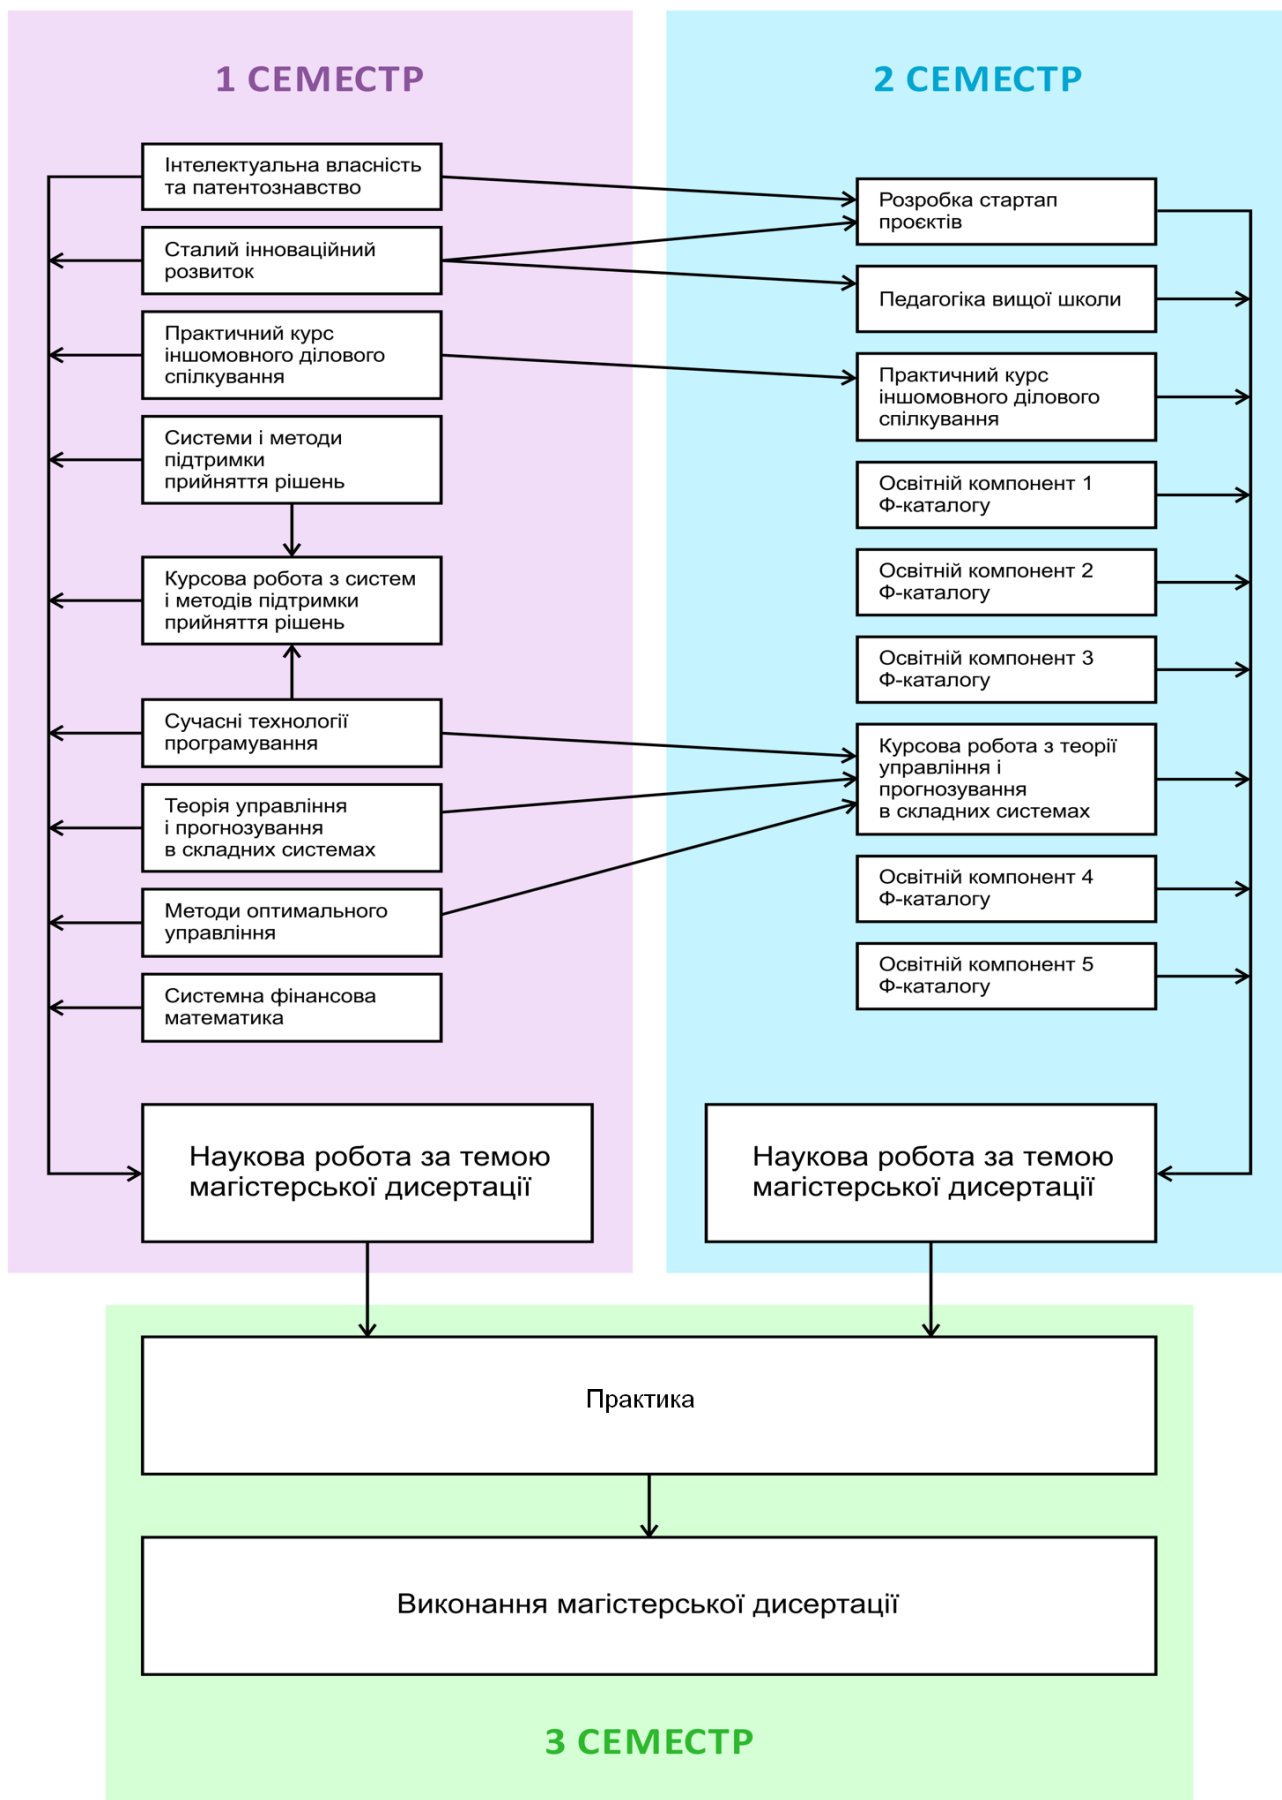 1 СЕМЕСТР
Інтелектуальна власність
та патентознавство
Сталий інноваційний
розвиток
Практичний курс
іншомовного ділового
спілкування
Системи і методи
підтримки
прийняття рішень
Курсова робота з систем
і методів підтримки
прийняття рішень
Сучасні технології
програмування
Теорія управління
і прогнозування
в складних системах
Методи оптимального
управління
Системна фінансова
математика
Наукова робота за темою
магістерської дисертації
2 СЕМЕСТР
Розробка стартап
проєктів
Педагогіка вищої школи
Практичний курс
іншомовного ділового
спілкування
Освітній компонент 1
Ф-каталогу
Освітній компонент 2
Ф-каталогу
Освітній компонент 3
Ф-каталогу
Курсова робота з теорії
управління і
прогнозування
в складних системах
Освітній компонент 4
Ф-каталогу
Освітній компонент 5
Ф-каталогу
Наукова робота за темою
магістерської дисертації
Практика
Виконання магістерської дисертації
3 СЕМЕСТР